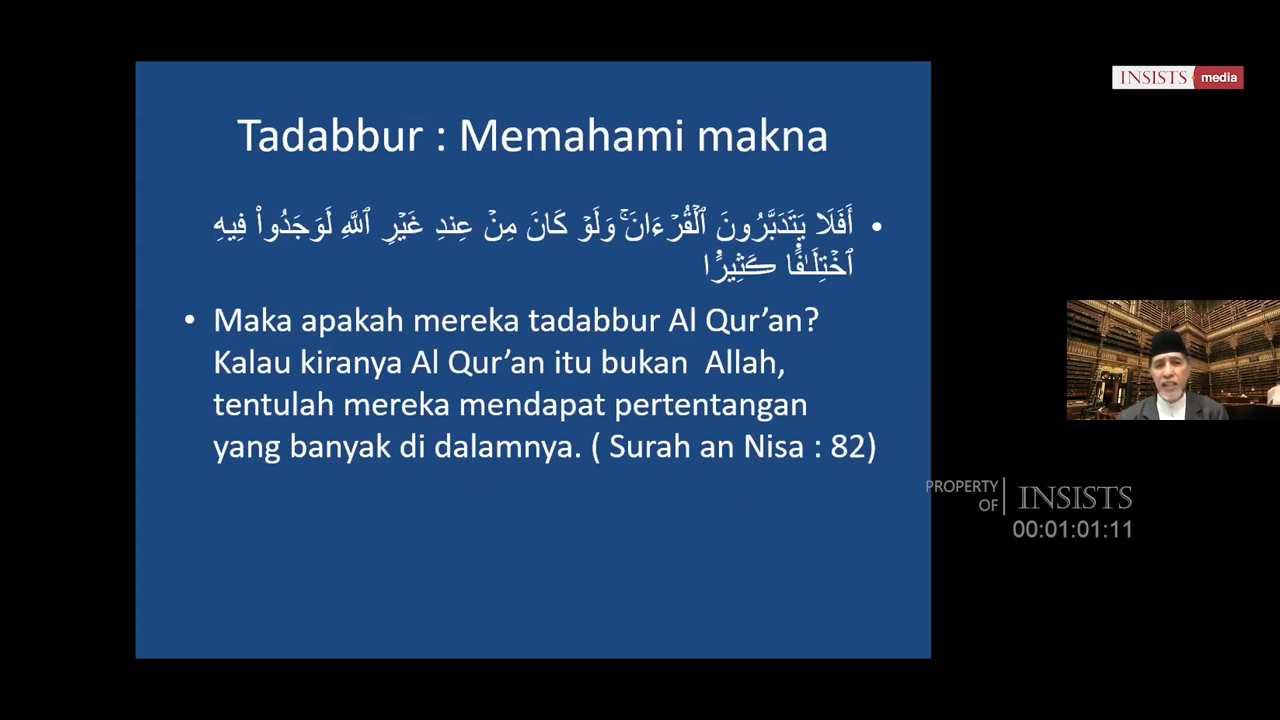 INSISTS media
Tadabbur : Memahami makna
• أَفَلَا يَتَدَبَّرُونَ ٱلۡقُرۡءَانَۚ وَلَوۡ كَانَ مِنۡ عِندِ غَيۡرِ ٱللَّهِ لَوَجَدُواْ فِيهِ
ٱخۡتِلَٰفٗا كَثِيرٗا
• Maka apakah mereka tadabbur Al Qur’an?
Kalau kiranya Al Qur’an itu bukan Allah,
tentulah mereka mendapat pertentangan
yang banyak di dalamnya. ( Surah an Nisa : 82)
PROPERTY OF INSISTS
00:01:01:11